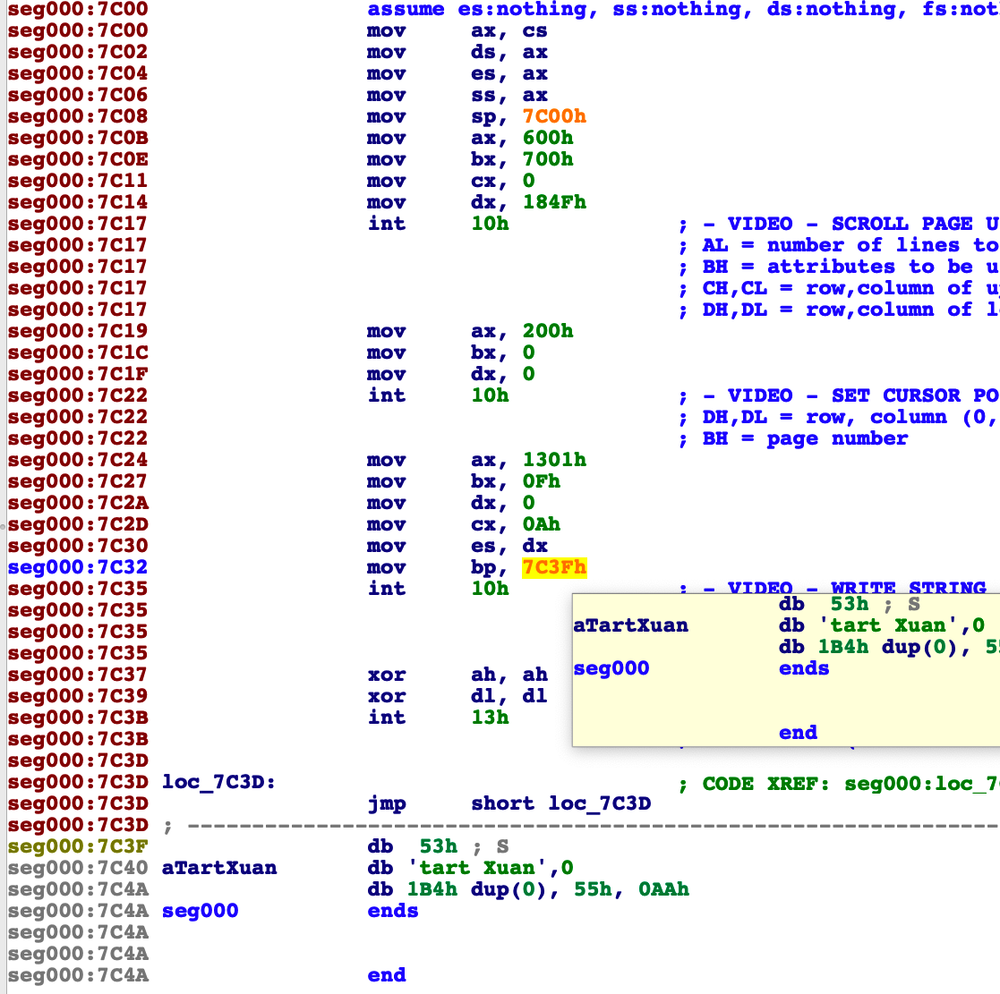 seg000:7C00 assume es:nothing, ss:nothing, ds:nothing, fs:not
seg000:7C00 mov ax, cs
seg000:7C02 mov ds, ax
seg000:7C04 mov es, ax
seg000:7C06 mov ss, ax
seg000:7C08 mov sp, 7C00h
seg000:7C0B mov ax, 600h
seg000:7C0E mov bx, 700h
seg000:7C11 mov cx, 0
seg000:7C14 mov dx, 184Fh
seg000:7C17 int 10h ; - VIDEO - SCROLL PAGE U
seg000:7C17 ; AL = number of lines to
seg000:7C17 ; BH = attributes to be u
seg000:7C17 ; CH,CL = row,column of u
seg000:7C17 ; DH,DL = row,column of l
seg000:7C19 mov ax, 200h
seg000:7C1C mov bx, 0
seg000:7C1F mov dx, 0
seg000:7C22 int 10h ; - VIDEO - SET CURSOR PO
seg000:7C22 ; DH,DL = row, column (0,
seg000:7C22 ; BH = page number
seg000:7C24 mov ax, 1301h
seg000:7C27 mov bx, 0Fh
seg000:7C2A mov dx, 0
seg000:7C2D mov cx, 0Ah
seg000:7C30 mov es, dx
seg000:7C32 mov bp, 7C3Fh
seg000:7C35 int 10h ; - VIDEO - WRITE STRING
seg000:7C35
seg000:7C35
seg000:7C35
seg000:7C37 xor ah, ah
seg000:7C39 xor dl, dl
seg000:7C3B int 13h
seg000:7C3B
seg000:7C3D
seg000:7C3D loc_7C3D: ; CODE XREF: seg000:loc_7
seg000:7C3D jmp short loc_7C3D
seg000:7C3D ; ---------------------------------------------------------------
seg000:7C3F db 53h ; S
seg000:7C40 aTartXuan db 'tart Xuan',0
seg000:7C4A db 1B4h dup(0), 55h, 0AAh
seg000:7C4A seg000 ends
seg000:7C4A
seg000:7C4A
seg000:7C4A end
db 53h ; S
aTartXuan db 'tart Xuan',0
db 1B4h dup(0), 5
seg000 ends
end